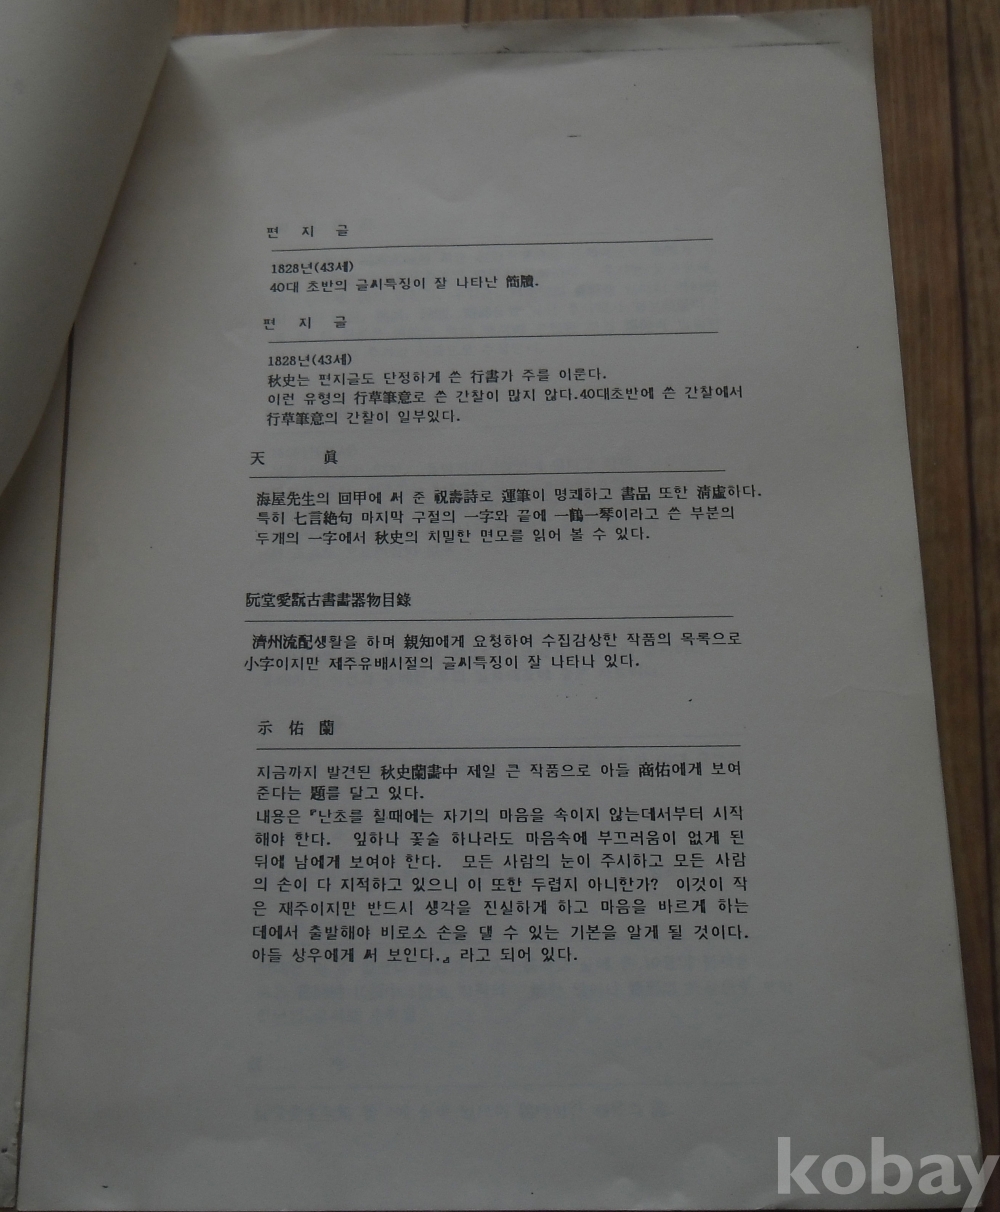 편 지 글
1828년(43세)
40대 초반의 글씨특징이 잘 나타난 簡牘.
편 지 글
1828년(43세)
秋史는 편지글도 단정하게 쓴 行書가 주를 이룬다.
이런 유형의 行草筆意로 쓴 간찰이 많지 않다.40대초반에 쓴 간찰에서
行草筆意의 간찰이 일부있다.
天 眞
海屋先生의 回甲에 써 준 祝壽詩로 運筆이 명쾌하고 書品 또한 淸虛하다.
특히 七言絶句 마지막 구절의 一字와 끝에 一鶴一琴이라고 쓴 부분의
두개의 一字에서 秋史의 치밀한 면모를 읽어 볼 수 있다.
阮堂愛翫古書畵器物目錄
濟州流配생활을 하며 親知에게 요청하여 수집감상한 작품의 목록으로
小字이지만 제주유배시절의 글씨특징이 잘 나타나 있다.
示 佑 蘭
지금까지 발견된 秋史蘭畵中 제일 큰 작품으로 아들 商佑에게 보여
준다는 題를 달고 있다.
내용은『난초를 칠때에는 자기의 마음을 속이지 않는데서부터 시작
해야 한다. 잎하나 꽃술 하나라도 마음속에 부끄러움이 없게 된
뒤에 남에게 보여야 한다. 모든 사람의 눈이 주시하고 모든 사람
의 손이 다 지적하고 있으니 이 또한 두렵지 아니한가? 이것이 작
은 재주이지만 반드시 생각을 진실하게 하고 마음을 바르게 하는
데에서 출발해야 비로소 손을 댈 수 있는 기본을 알게 될 것이다.
아들 상우에게 써 보인다.』라고 되어 있다.
kobay